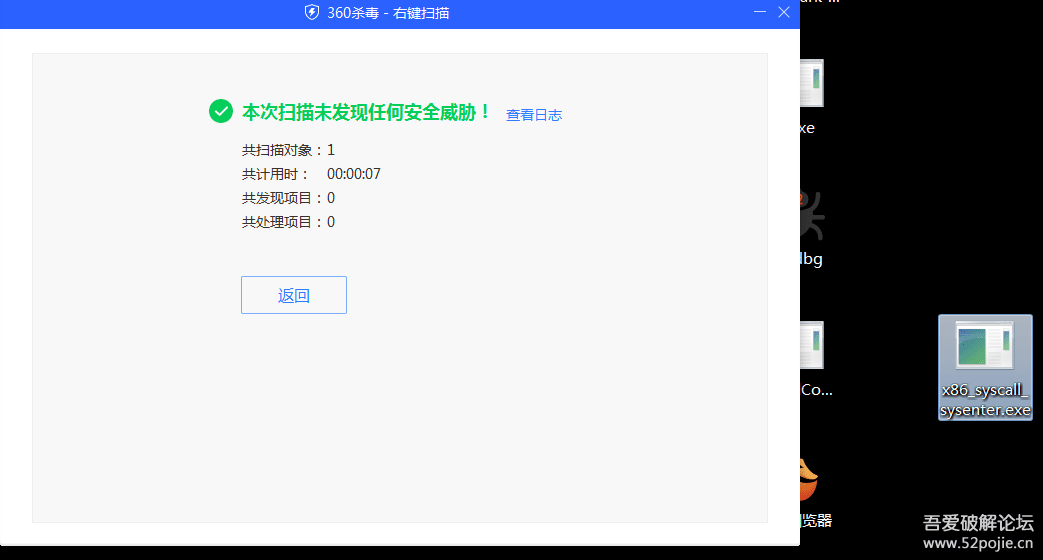 360杀毒 - 右键扫描
本次扫描未发现任何安全威胁！ 查看日志
共扫描对象：1
共计用时： 00:00:07
共发现项目：0
共处理项目：0
返回
xe
dbg
Co...
x86_syscall_
sysenter.exe
览器
吾爱破解论坛
www.52pojie.cn